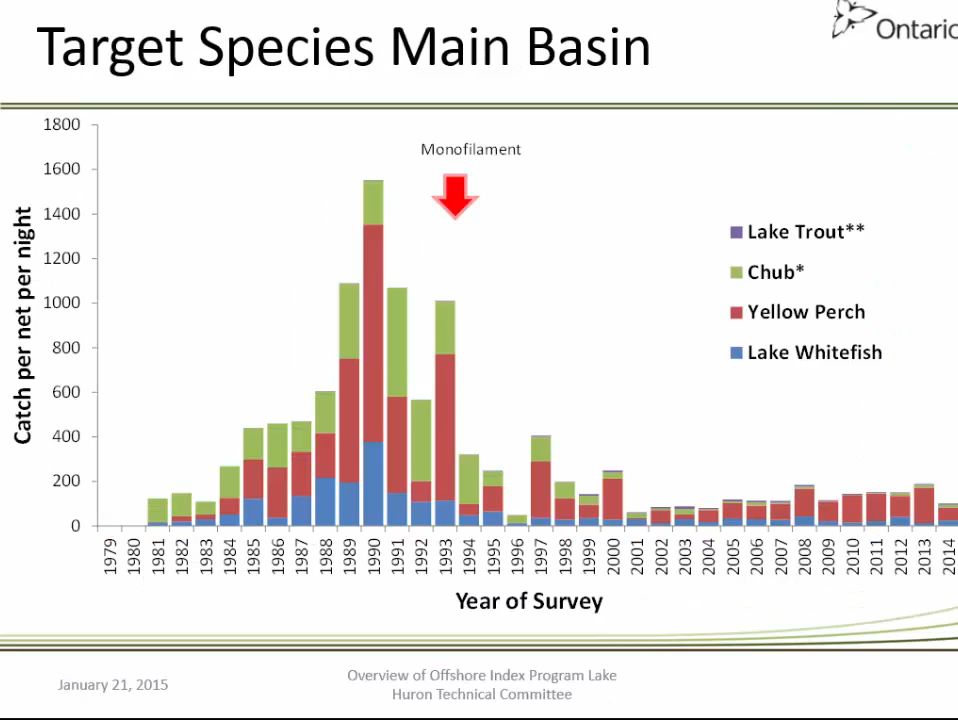 Target Species Main Basin
Ontario
1800
1600
1400
1200
1000
800
600
400
200
0
Catch per net per night
Monofilament
Lake Trout**
Chub*
Yellow Perch
Lake Whitefish
1979 1980 1981 1982 1983 1984 1985 1986 1987 1988 1989 1990 1991 1992 1993 1994 1995 1996 1997 1998 1999 2000 2001 2002 2003 2004 2005 2006 2007 2008 2009 2010 2011 2012 2013 2014
Year of Survey
January 21, 2015
Overview of Offshore Index Program Lake
Huron Technical Committee